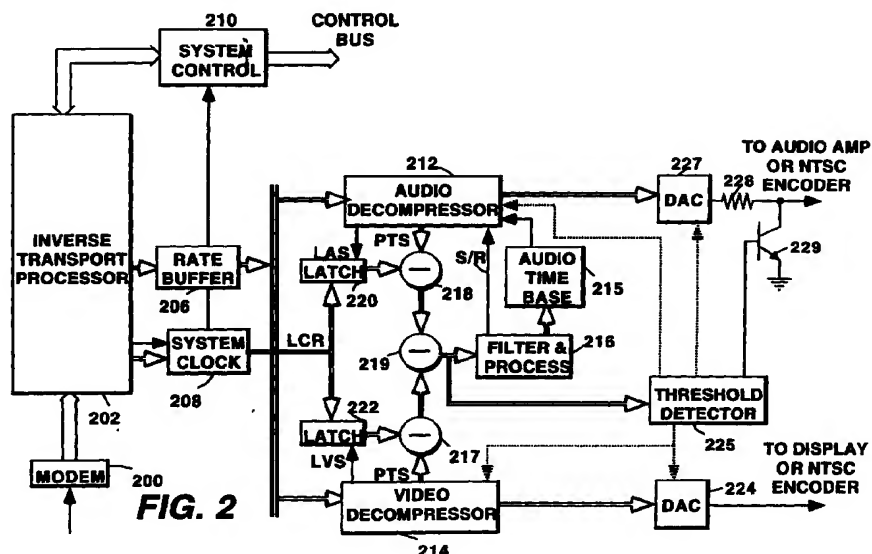 210
SYSTEM
CONTROL
CONTROL
BUS
INVERSE
TRANSPORT
PROCESSOR
202
RATE
BUFFER
206
SYSTEM
CLOCK
208
LCR
MODEM
200
FIG. 2
212
AUDIO
DECOMPRESSOR
LAS
PTS
S/R
LATCH
220
218
AUDIO
TIME
BASE
215
219
FILTER &
PROCESS
216
222
LATCH
217
LVS
PTS
VIDEO
DECOMPRESSOR
214
227
DAC
228
TO AUDIO AMP
OR NTSC
ENCODER
229
THRESHOLD
DETECTOR
225
DAC
224
TO DISPLAY
OR NTSC
ENCODER